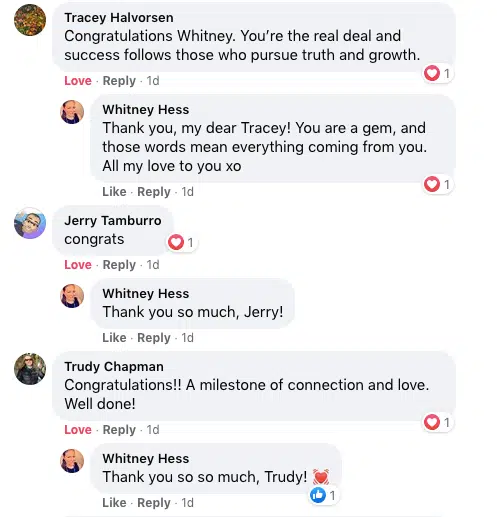 Tracey Halvorsen
Congratulations Whitney. You’re the real deal and
success follows those who pursue truth and growth.
1
Love · Reply · 1d
Whitney Hess
Thank you, my dear Tracey! You are a gem, and
those words mean everything coming from you.
All my love to you xo
1
Like · Reply · 1d
Jerry Tamburro
congrats
1
Love · Reply · 1d
Whitney Hess
Thank you so much, Jerry!
Like · Reply · 1d
Trudy Chapman
Congratulations!! A milestone of connection and love.
Well done!
1
Love · Reply · 1d
Whitney Hess
Thank you so so much, Trudy! 💓
1
Like · Reply · 1d